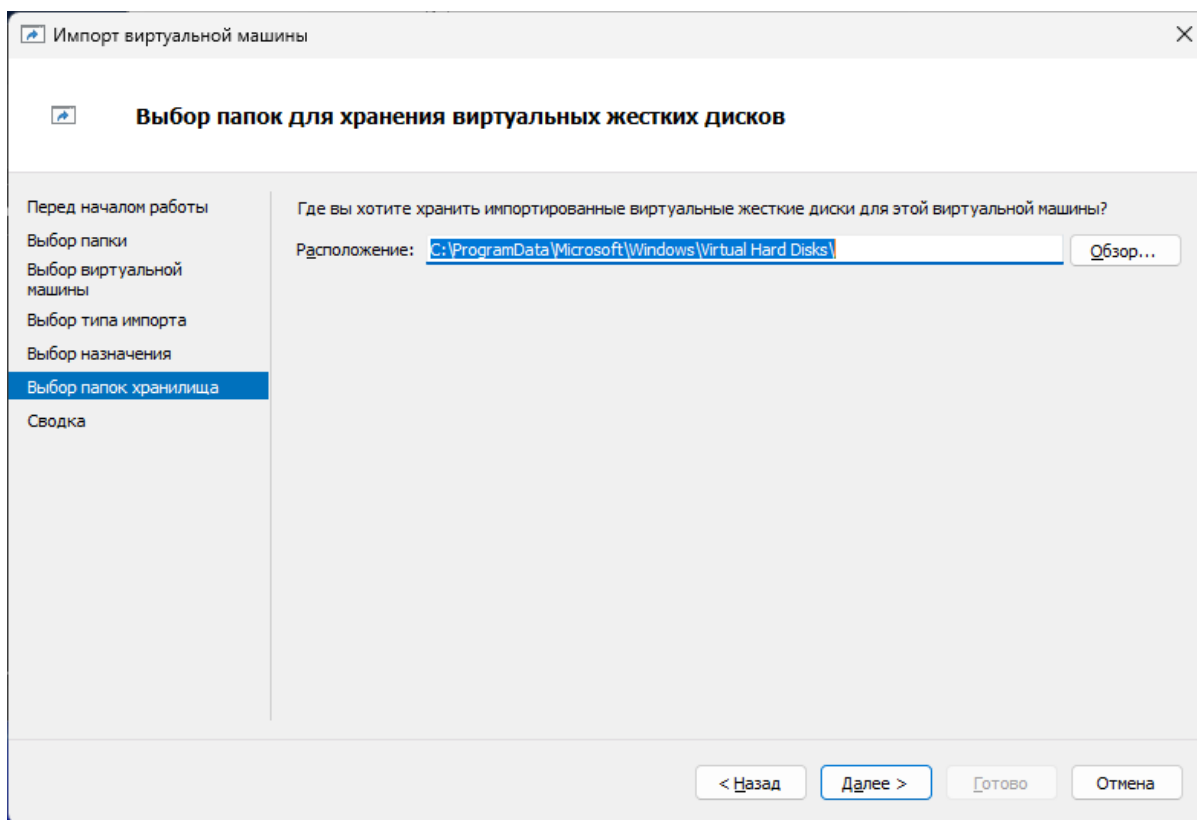 Импорт виртуальной машины
Выбор папок для хранения виртуальных жестких дисков
Перед началом работы
Выбор папки
Выбор виртуальной
машины
Выбор типа импорта
Выбор назначения
Выбор папок хранилища
Сводка
Где вы хотите хранить импортированные виртуальные жесткие диски для этой виртуальной машины?
Расположение: C:\ProgramData\Microsoft\Windows\Virtual Hard Disks\ Обзор...
< Назад Далее > Готово Отмена